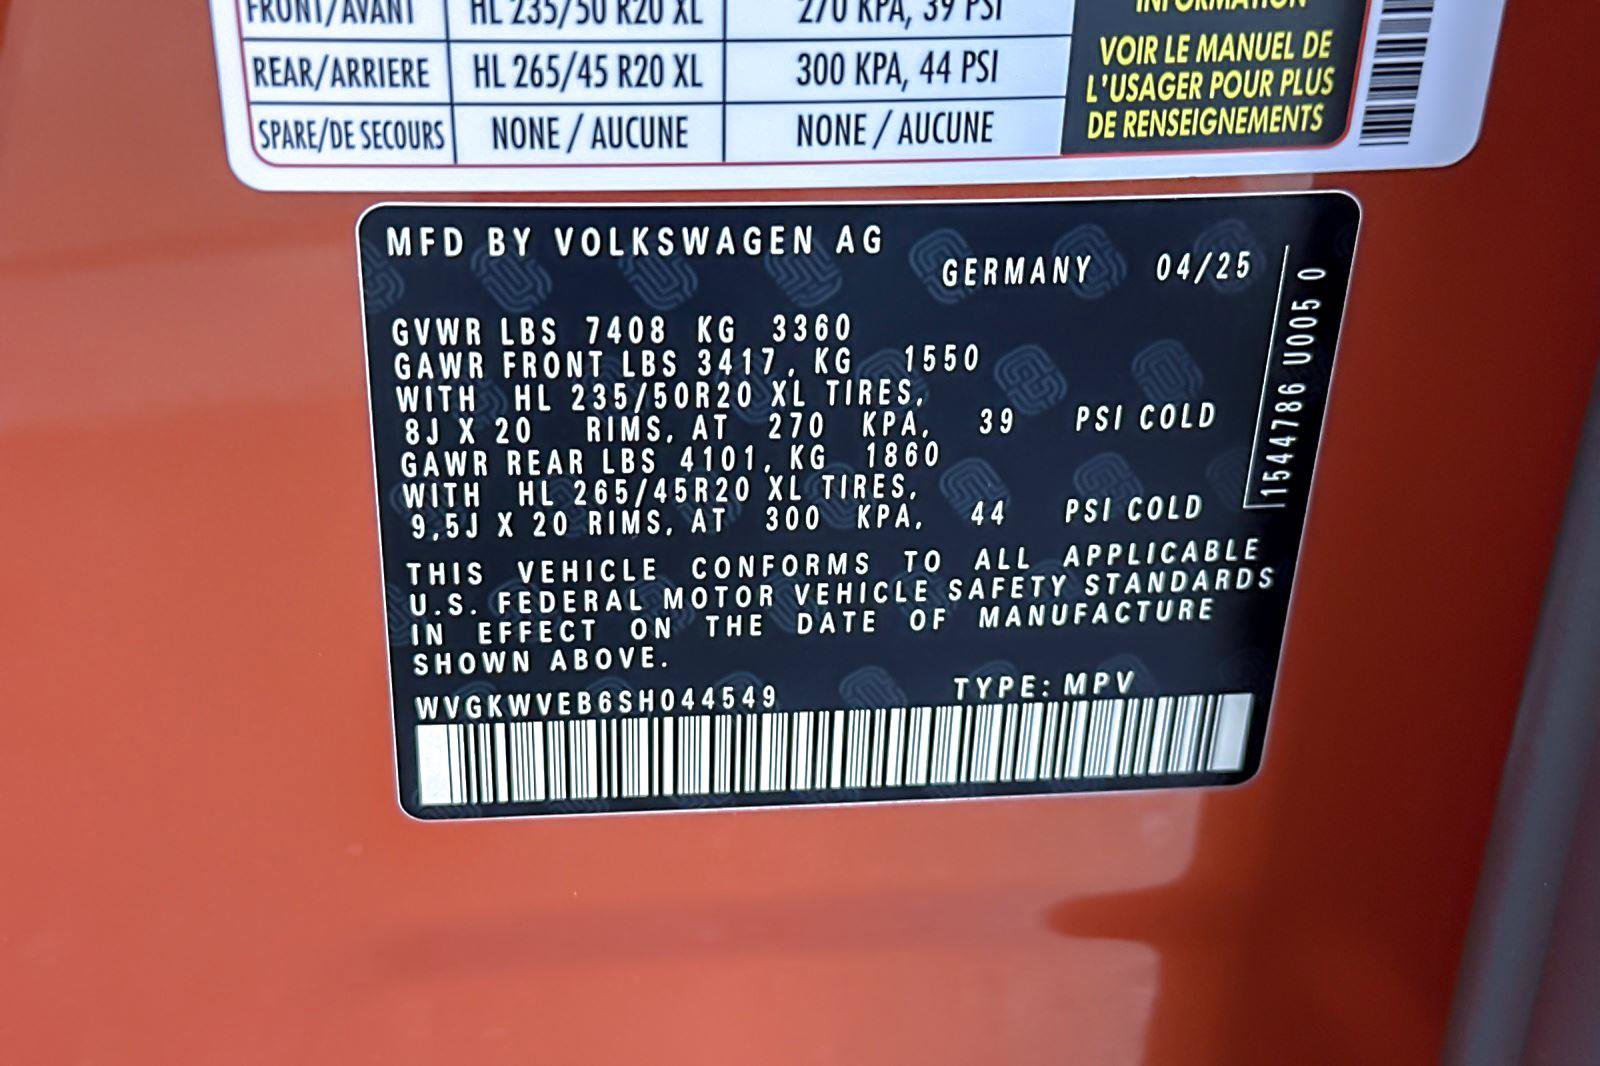 FRONT/AVANT HL 235/50 R20 XL 270 KPA, 39 PSI
REAR/ARRIERE HL 265/45 R20 XL 300 KPA, 44 PSI
SPARE/DE SECOURS NONE / AUCUNE NONE / AUCUNE
INFORMATION
VOIR LE MANUEL DE
L'USAGER POUR PLUS
DE RENSEIGNEMENTS
MFD BY VOLKSWAGEN AG
GERMANY 04/25
GVWR LBS 7408 KG 3360
GAWR FRONT LBS 3417, KG 1550
WITH HL 235/50R20 XL TIRES,
8J X 20 RIMS, AT 270 KPA, 39 PSI COLD
GAWR REAR LBS 4101, KG 1860
WITH HL 265/45R20 XL TIRES,
9,5J X 20 RIMS, AT 300 KPA, 44 PSI COLD
THIS VEHICLE CONFORMS TO ALL APPLICABLE
U.S. FEDERAL MOTOR VEHICLE SAFETY STANDARDS
IN EFFECT ON THE DATE OF MANUFACTURE
SHOWN ABOVE.
WVGKWVEB6SH044549 TYPE: MPV
1544786 U005 0